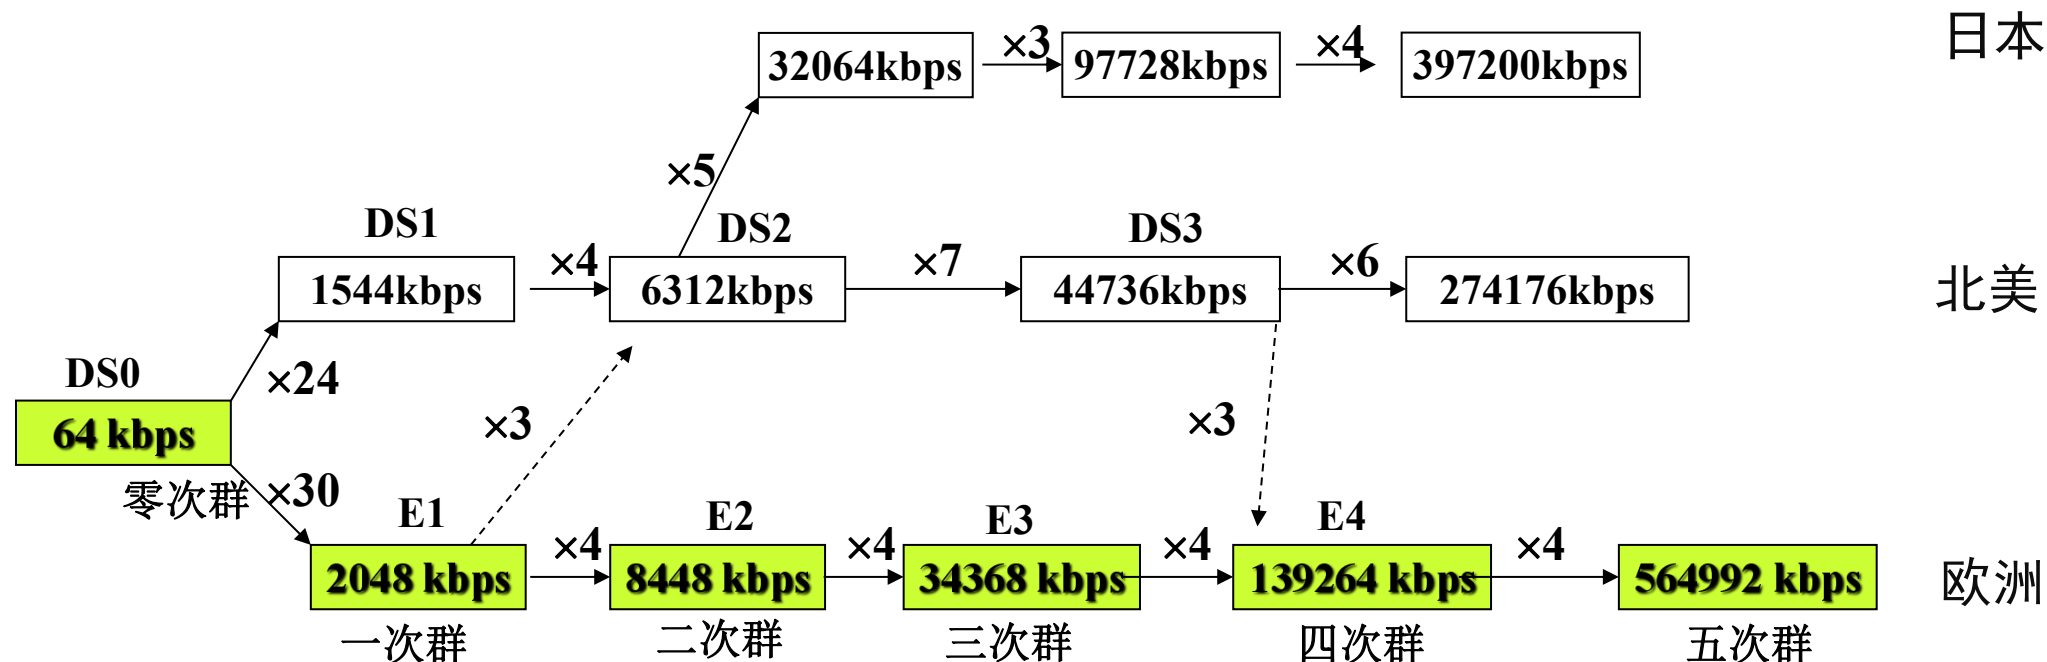 日本
32064kbps ×3 97728kbps ×4 397200kbps
×5
DS1 DS2 DS3
×4 ×7 ×6
1544kbps 6312kbps 44736kbps 274176kbps
北美
DS0 ×24
64 kbps
×3 ×3
零次群 ×30
E1 E2 E3 E4
×4 ×4 ×4 ×4
2048 kbps 8448 kbps 34368 kbps 139264 kbps 564992 kbps
欧洲
一次群 二次群 三次群 四次群 五次群